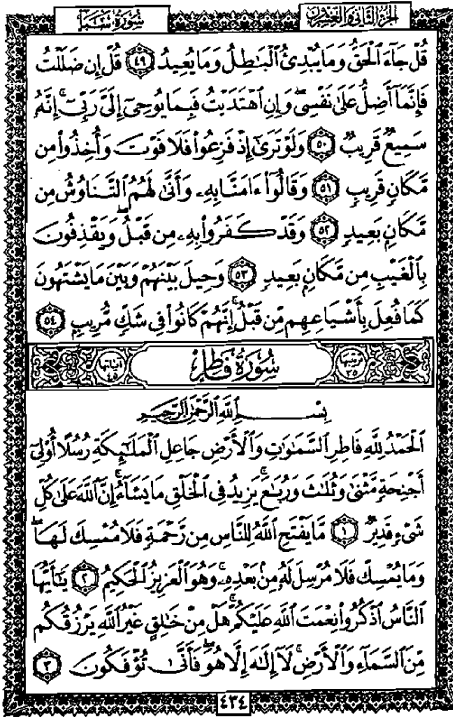 الجزء الثاني والعشرون
سورة سبأ
قُلْ جَآءَ ٱلْحَقُّ وَمَا يُبْدِئُ ٱلْبَٰطِلُ وَمَا يُعِيدُ ٤٩ قُلْ إِن ضَلَلْتُ
فَإِنَّمَآ أَضِلُّ عَلَىٰ نَفْسِى وَإِنِ ٱهْتَدَيْتُ فَبِمَا يُوحِىٓ إِلَىَّ رَبِّىٓ إِنَّهُۥ
سَمِيعٌ قَرِيبٌ ٥٠ وَلَوْ تَرَىٰٓ إِذْ فَزِعُوا۟ فَلَا فَوْتَ وَأُخِذُوا۟ مِن
مَّكَانٍ قَرِيبٍ ٥١ وَقَالُوٓا۟ ءَامَنَّا بِهِۦ وَأَنَّىٰ لَهُمُ ٱلتَّنَاوُشُ مِن
مَّكَانٍۭ بَعِيدٍ ٥٢ وَقَدْ كَفَرُوا۟ بِهِۦ مِن قَبْلُ وَيَقْذِفُونَ
بِٱلْغَيْبِ مِن مَّكَانٍۭ بَعِيدٍ ٥٣ وَحِيلَ بَيْنَهُمْ وَبَيْنَ مَا يَشْتَهُونَ
كَمَا فُعِلَ بِأَشْيَاعِهِم مِّن قَبْلُ إِنَّهُمْ كَانُوا۟ فِى شَكٍّ مُّرِيبٍۭ ٥٤
ترتيبها ٣٥ سُورَةُ فَاطِرٍ آياتها ٤٥
بِسْمِ ٱللَّهِ ٱلرَّحْمَٰنِ ٱلرَّحِيمِ
ٱلْحَمْدُ لِلَّهِ فَاطِرِ ٱلسَّمَٰوَٰتِ وَٱلْأَرْضِ جَاعِلِ ٱلْمَلَٰٓئِكَةِ رُسُلًا أُو۟لِىٓ
أَجْنِحَةٍ مَّثْنَىٰ وَثُلَٰثَ وَرُبَٰعَ يَزِيدُ فِى ٱلْخَلْقِ مَا يَشَآءُ إِنَّ ٱللَّهَ عَلَىٰ كُلِّ
شَىْءٍ قَدِيرٌ ١ مَّا يَفْتَحِ ٱللَّهُ لِلنَّاسِ مِن رَّحْمَةٍ فَلَا مُمْسِكَ لَهَا
وَمَا يُمْسِكْ فَلَا مُرْسِلَ لَهُۥ مِنۢ بَعْدِهِۦ وَهُوَ ٱلْعَزِيزُ ٱلْحَكِيمُ ٢ يَٰٓأَيُّهَا
ٱلنَّاسُ ٱذْكُرُوا۟ نِعْمَتَ ٱللَّهِ عَلَيْكُمْ هَلْ مِنْ خَٰلِقٍ غَيْرُ ٱللَّهِ يَرْزُقُكُم
مِّنَ ٱلسَّمَآءِ وَٱلْأَرْضِ لَآ إِلَٰهَ إِلَّا هُوَ فَأَنَّىٰ تُؤْفَكُونَ ٣
٤٣٤